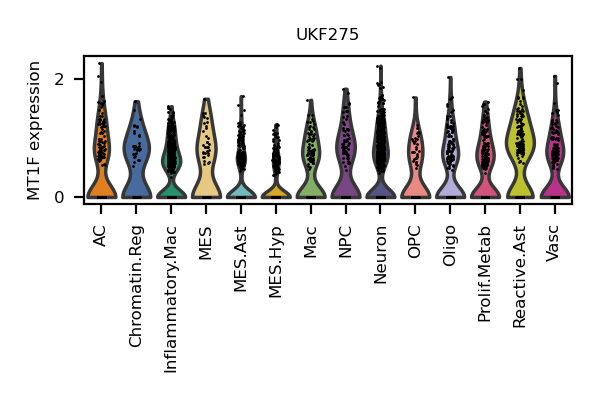 UKF275
MT1F expression
2
0
AC
Chromatin.Reg
Inflammatory.Mac
MES
MES.Ast
MES.Hyp
Mac
NPC
Neuron
OPC
Oligo
Prolif.Metab
Reactive.Ast
Vasc